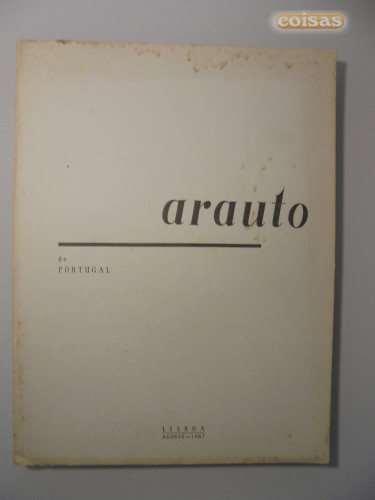 coisas
arauto
de
PORTUGAL
LISBOA
AGOSTO — 1967